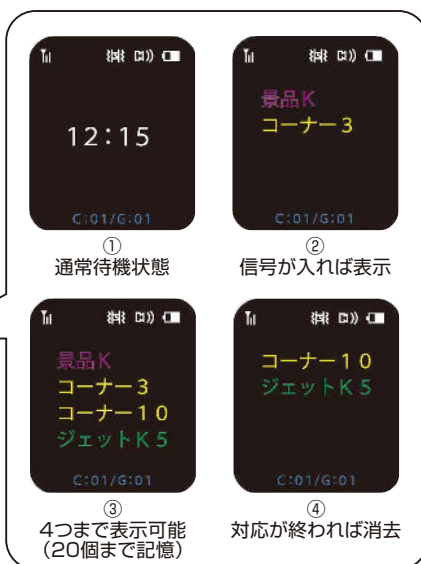 12:15
C:01/G:01
①
通常待機状態
景品K
コーナー3
C:01/G:01
②
信号が入れば表示
景品K
コーナー3
コーナー10
ジェットK5
C:01/G:01
③
4つまで表示可能
(20個まで記憶)
コーナー10
ジェットK5
C:01/G:01
④
対応が終われば消去